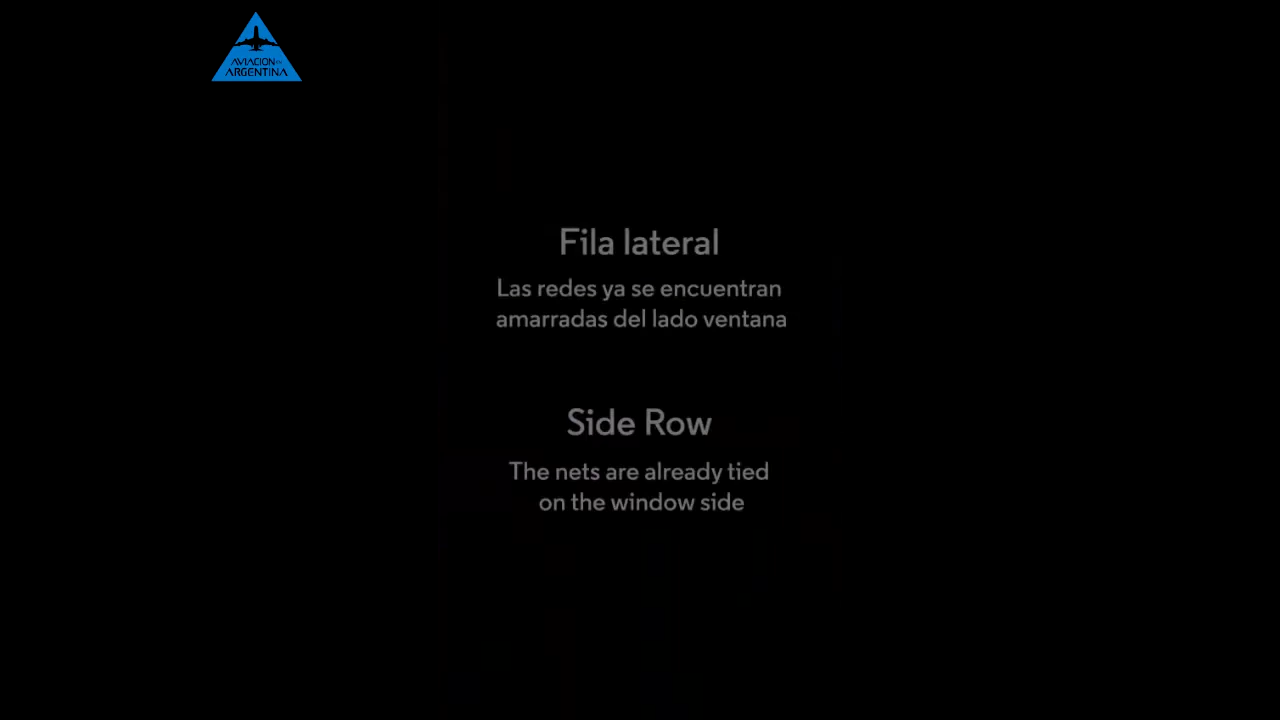 AVIACION EN
ARGENTINA
Fila lateral
Las redes ya se encuentran
amarradas del lado ventana
Side Row
The nets are already tied
on the window side